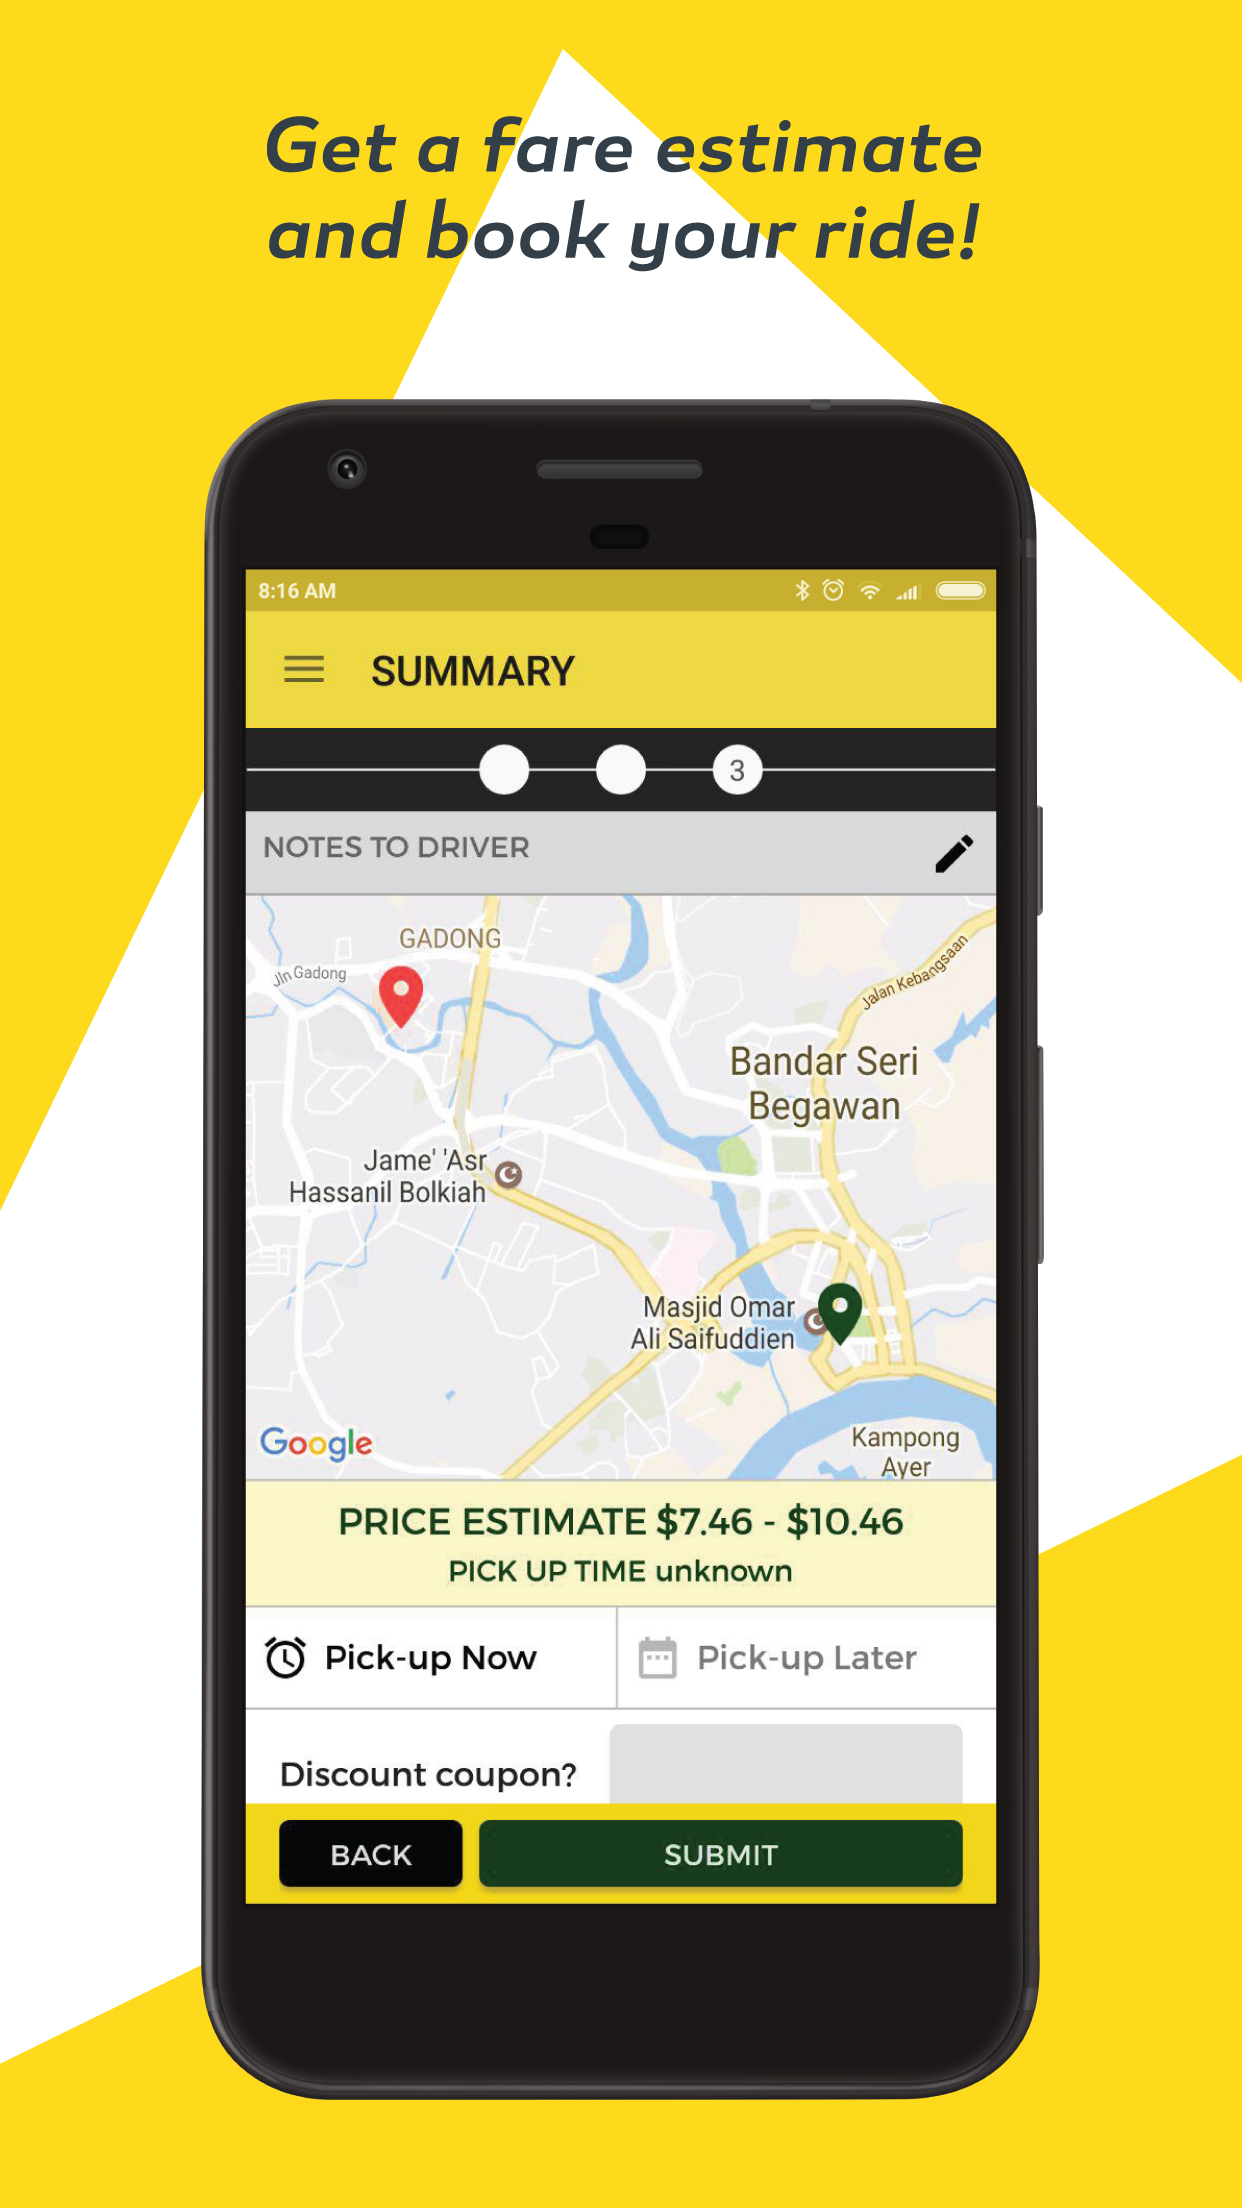 Get a fare estimate
and book your ride!
8:16 AM
SUMMARY
3
NOTES TO DRIVER
GADONG
Jln Gadong
Jalan Kebangsaan
Bandar Seri
Begawan
Jame' 'Asr
Hassanil Bolkiah
Masjid Omar
Ali Saifuddien
Google
Kampong
Ayer
PRICE ESTIMATE $7.46 - $10.46
PICK UP TIME unknown
Pick-up Now
Pick-up Later
Discount coupon?
BACK
SUBMIT